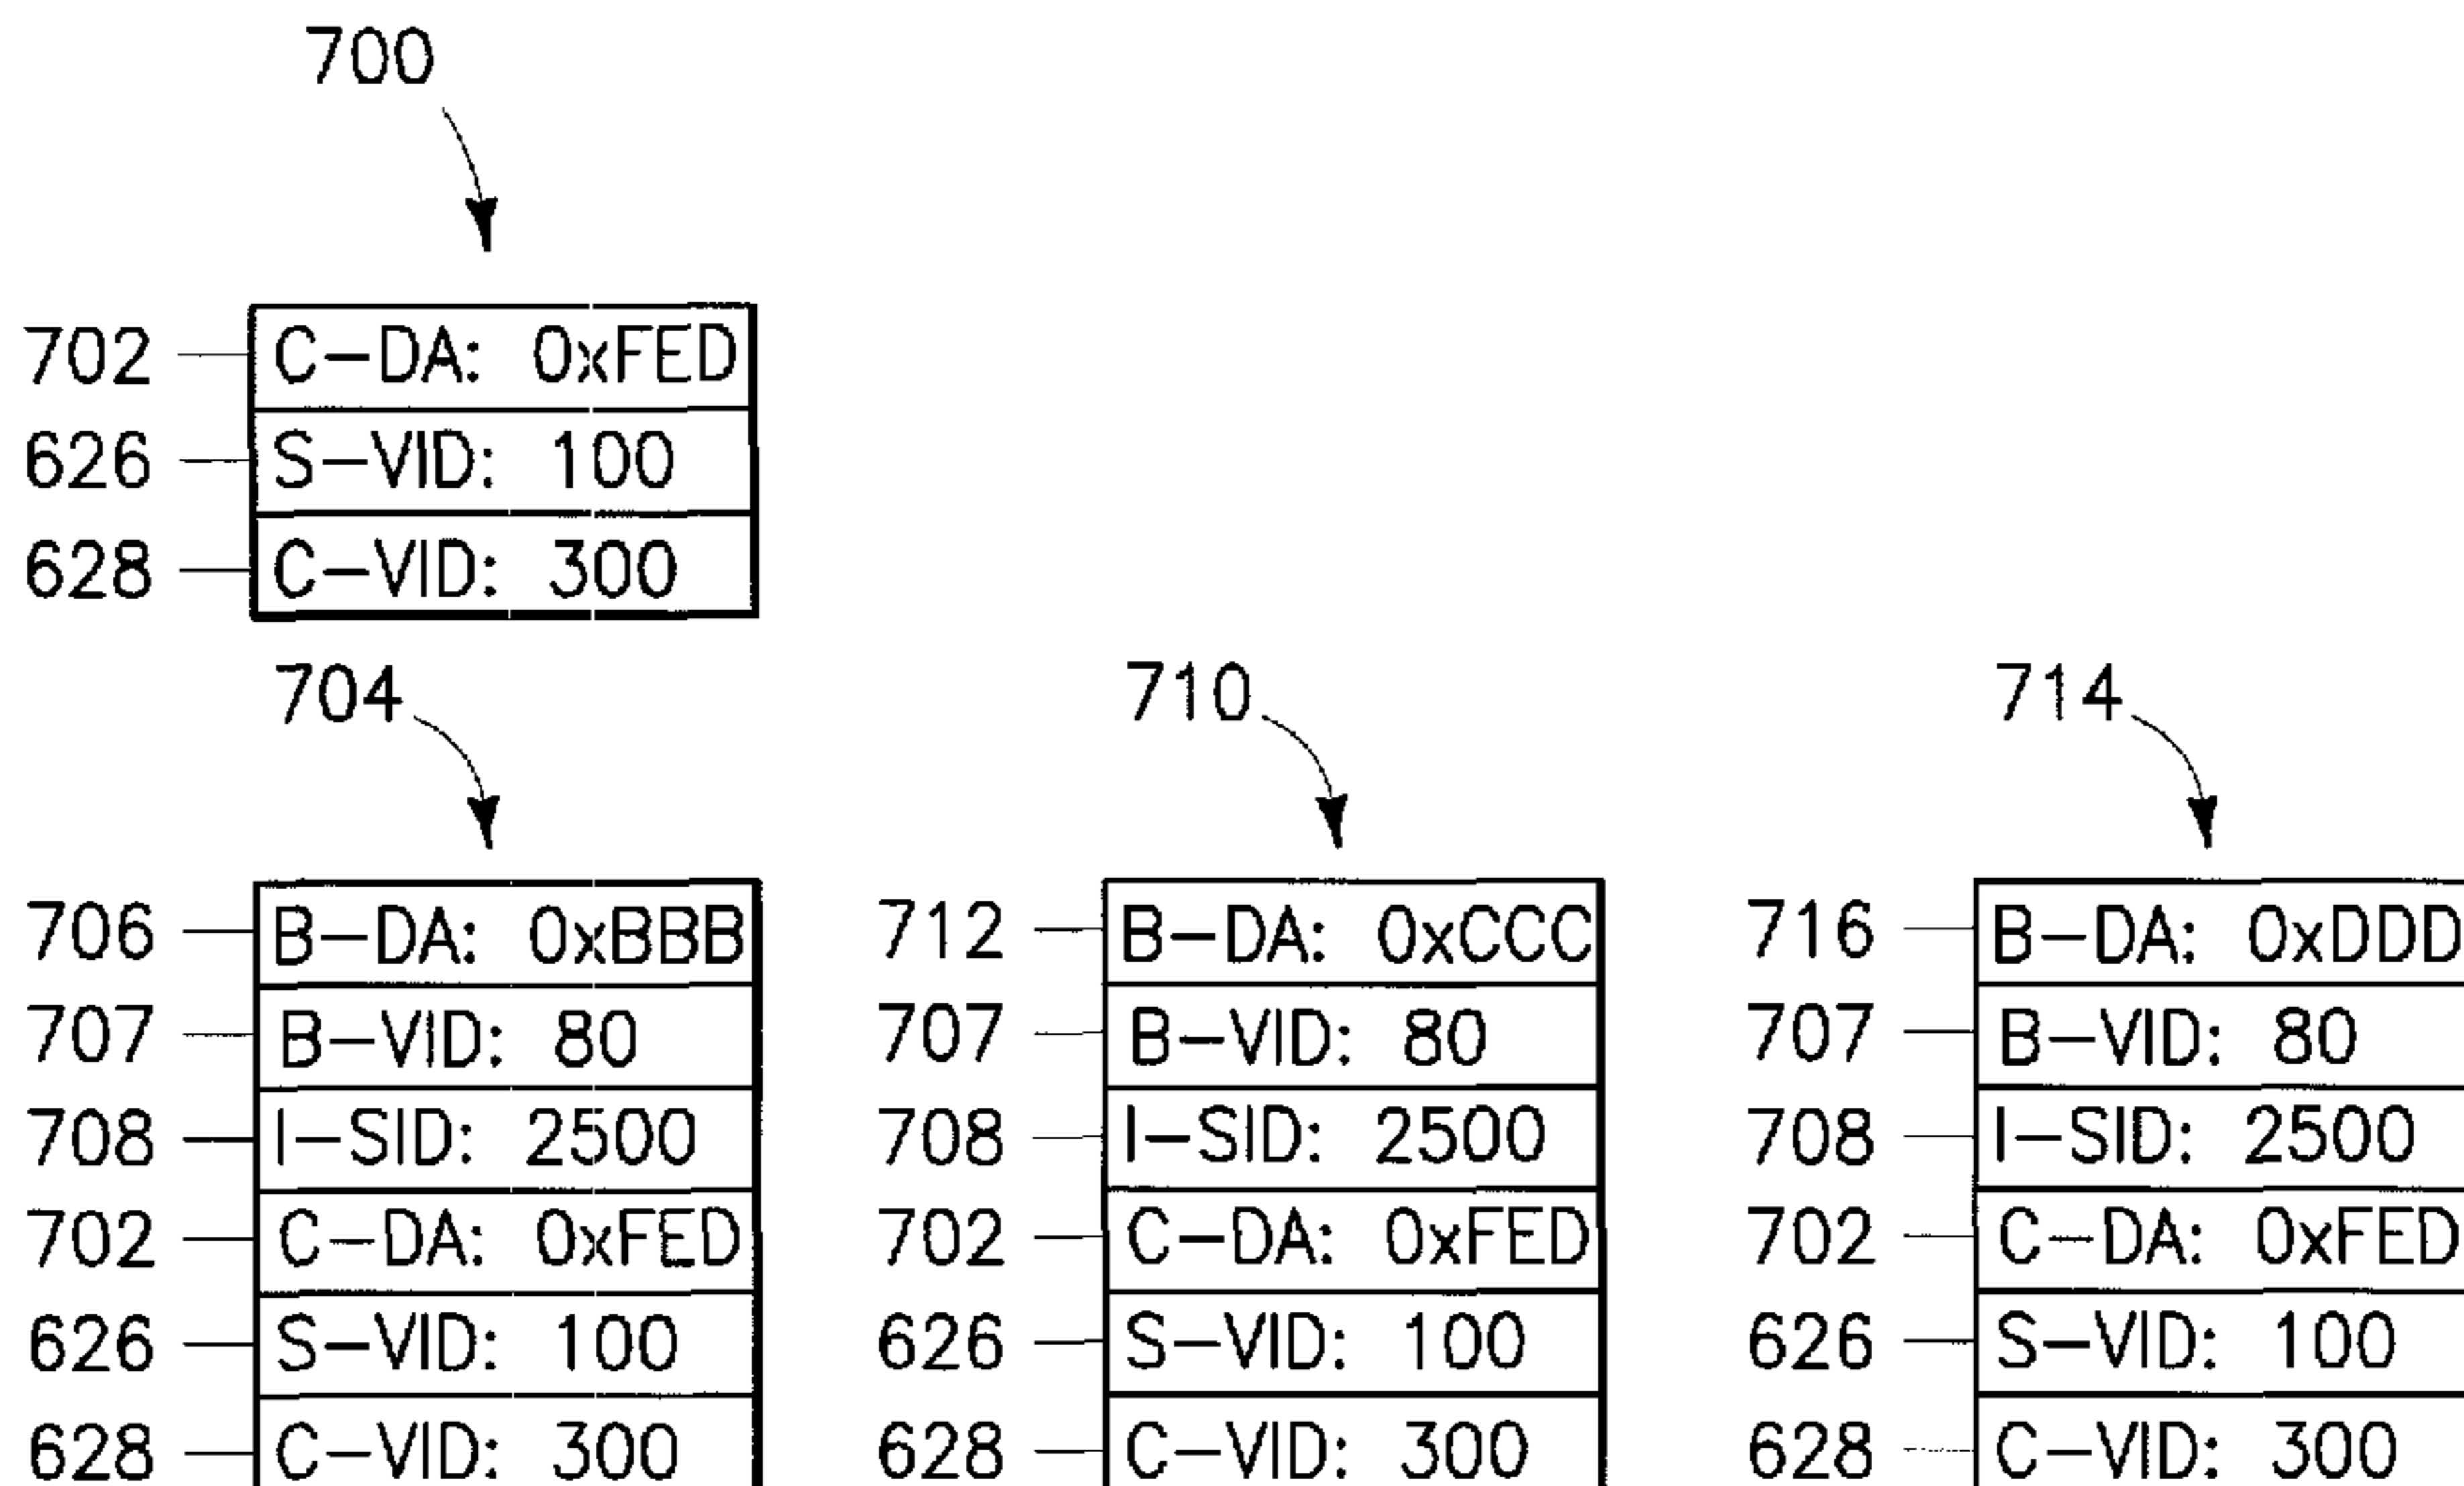 700
702 C-DA: 0xFED
626 S-VID: 100
628 C-VID: 300
704 710 714
706 B-DA: 0xBBB 712 B-DA: 0xCCC 716 B-DA: 0xDDD
707 B-VID: 80 707 B-VID: 80 707 B-VID: 80
708 I-SID: 2500 708 I-SID: 2500 708 I-SID: 2500
702 C-DA: 0xFED 702 C-DA: 0xFED 702 C-DA: 0xFED
626 S-VID: 100 626 S-VID: 100 626 S-VID: 100
628 C-VID: 300 628 C-VID: 300 628 C-VID: 300